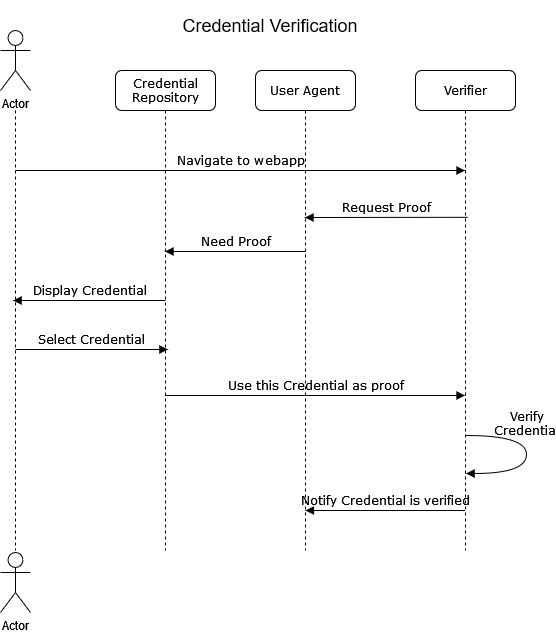 Credential Verification
Actor
Credential
Repository
User Agent
Verifier
Navigate to webapp
Request Proof
Need Proof
Display Credential
Select Credential
Use this Credential as proof
Verify
Credentia
Notify Credential is verified
Actor